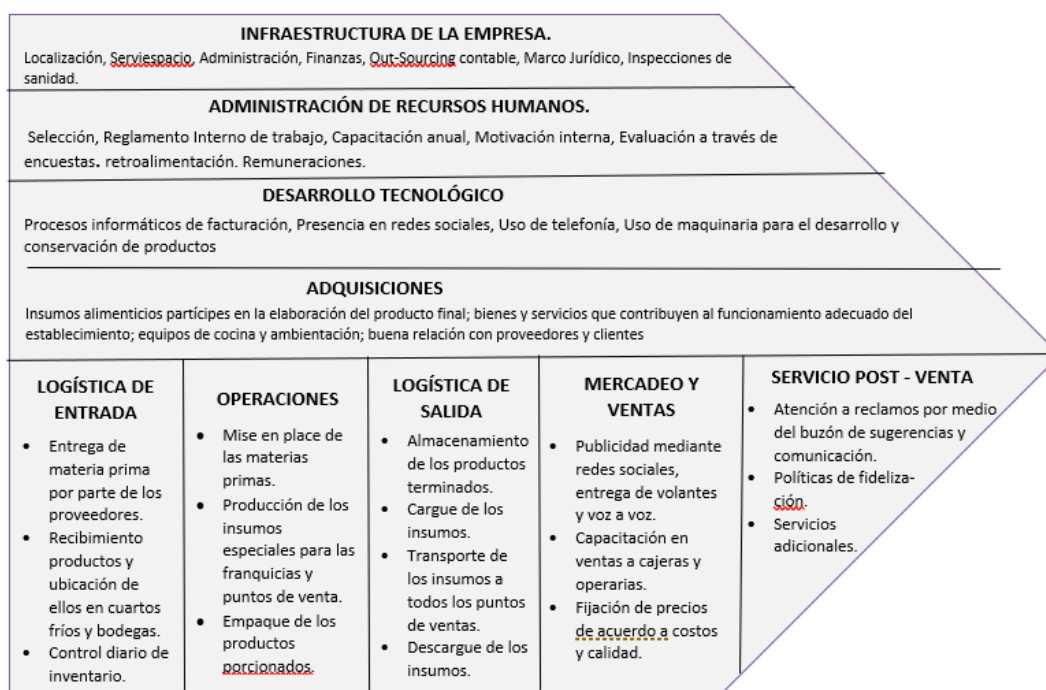 INFRAESTRUCTURA DE LA EMPRESA.
Localización, Serviespacio, Administración, Finanzas, Out-Sourcing contable, Marco Jurídico, Inspecciones de
sanidad.
ADMINISTRACIÓN DE RECURSOS HUMANOS.
Selección, Reglamento Interno de trabajo, Capacitación anual, Motivación interna, Evaluación a través de
encuestas. retroalimentación. Remuneraciones.
DESARROLLO TECNOLÓGICO
Procesos informáticos de facturación, Presencia en redes sociales, Uso de telefonía, Uso de maquinaria para el desarrollo y
conservación de productos
ADQUISICIONES
Insumos alimenticios partícipes en la elaboración del producto final; bienes y servicios que contribuyen al funcionamiento adecuado del
establecimiento; equipos de cocina y ambientación; buena relación con proveedores y clientes
LOGÍSTICA DE
ENTRADA
• Entrega de
materia prima
por parte de los
proveedores.
• Recibimiento
productos y
ubicación de
ellos en cuartos
fríos y bodegas.
• Control diario de
inventario.
OPERACIONES
• Mise en place de
las materias
primas.
• Producción de los
insumos
especiales para las
franquicias y
puntos de venta.
• Empaque de los
productos
porcionados.
LOGÍSTICA DE
SALIDA
• Almacenamiento
de los productos
terminados.
• Cargue de los
insumos.
• Transporte de
los insumos a
todos los puntos
de ventas.
• Descargue de los
insumos.
MERCADEO Y
VENTAS
• Publicidad mediante
redes sociales,
entrega de volantes
y voz a voz.
• Capacitación en
ventas a cajeras y
operarias.
• Fijación de precios
de acuerdo a costos
y calidad.
SERVICIO POST - VENTA
• Atención a reclamos por medio
del buzón de sugerencias y
comunicación.
• Políticas de fideliza-
ción.
• Servicios
adicionales.